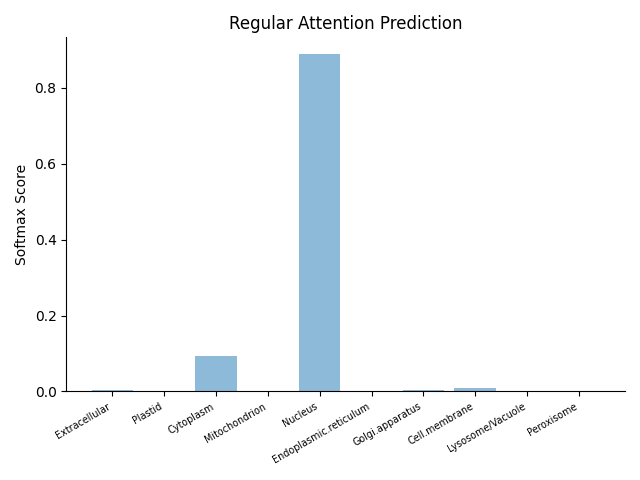 Regular Attention Prediction
Softmax Score
0.8
0.6
0.4
0.2
0.0
Extracellular
Plastid
Cytoplasm
Mitochondrion
Nucleus
Endoplasmic.reticulum
Golgi.apparatus
Cell.membrane
Lysosome/Vacuole
Peroxisome